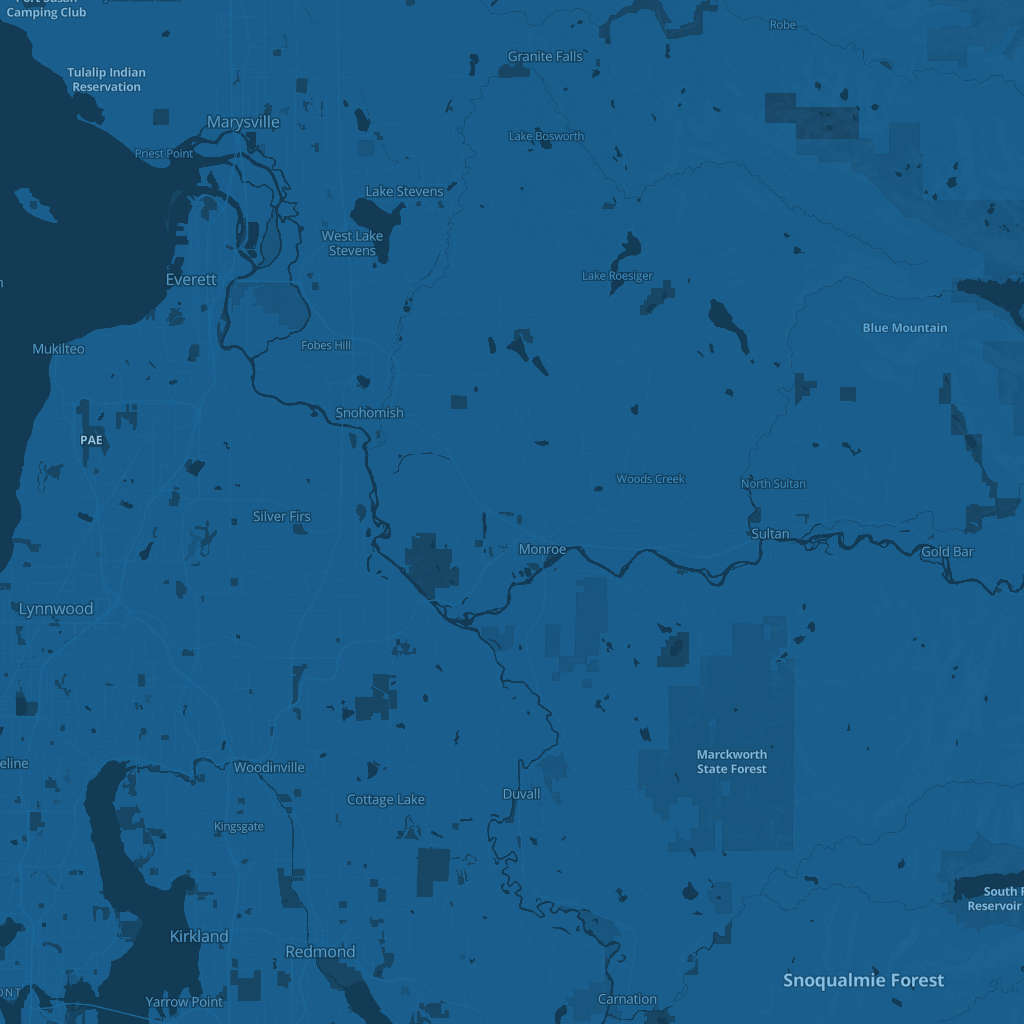 Camping Club
Robe
Granite Falls
Tulalip Indian
Reservation
Marysville
Lake Bosworth
Priest Point
Lake Stevens
West Lake
Stevens
Everett
Lake Roesiger
Blue Mountain
Mukilteo
Fobes Hill
Snohomish
PAE
Woods Creek
North Sultan
Silver Firs
Sultan
Monroe
Gold Bar
Lynnwood
Marckworth
State Forest
eline
Woodinville
Duvall
Cottage Lake
Kingsgate
South F
Reservoir
Kirkland
Redmond
Snoqualmie Forest
ONT
Yarrow Point
Carnation